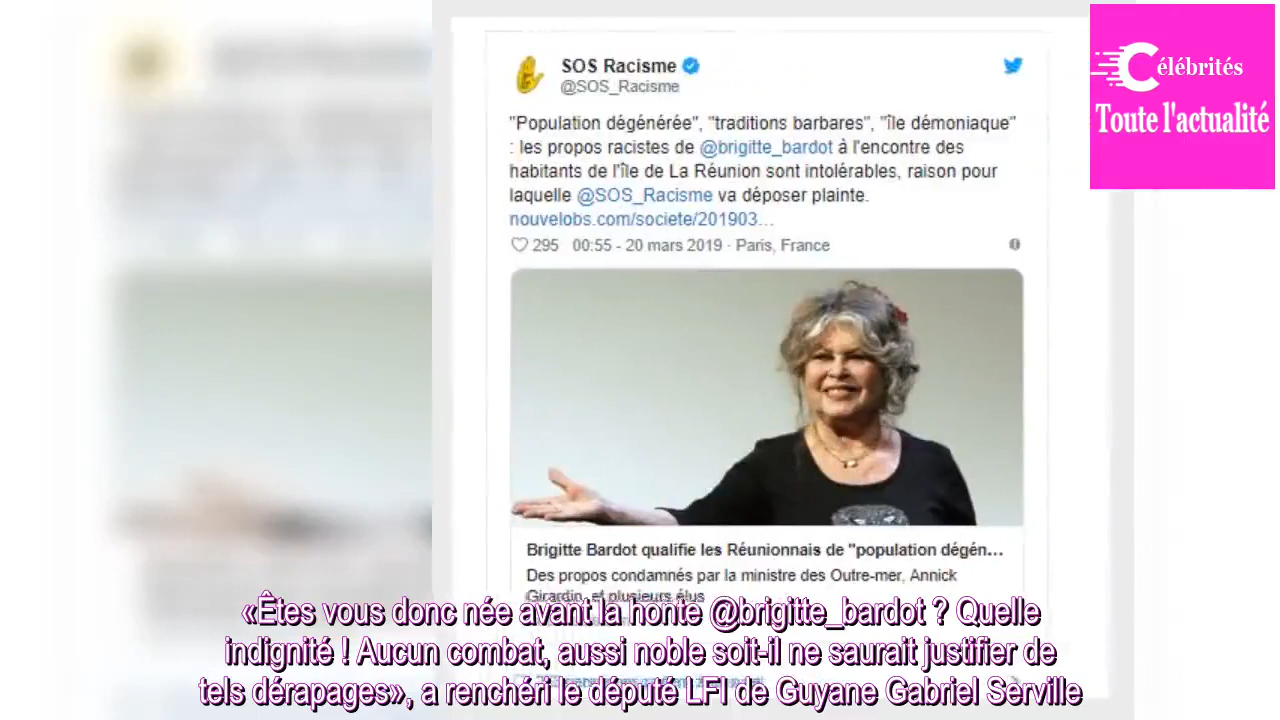 SOS Racisme
@SOS_Racisme
"Population dégénérée", "traditions barbares", "île démoniaque"
: les propos racistes de @brigitte_bardot à l'encontre des
habitants de l'île de La Réunion sont intolérables, raison pour
laquelle @SOS_Racisme va déposer plainte.
nouvelobs.com/societe/201903…
295 00:55 - 20 mars 2019 · Paris, France
Brigitte Bardot qualifie les Réunionnais de "population dégén…
Des propos condamnés par la ministre des Outre-mer, Annick
Girardin, et plusieurs élus
«Êtes vous donc née avant la honte @brigitte_bardot ? Quelle
indignité ! Aucun combat, aussi noble soit-il ne saurait justifier de
tels dérapages», a renchéri le député LFI de Guyane Gabriel Serville
Célébrités
Toute l'actualité